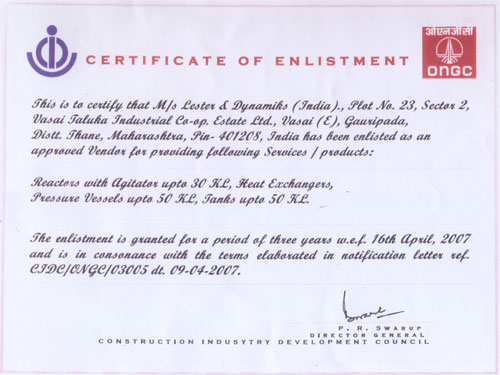 CERTIFICATE OF ENLISTMENT
ओ एन जी सी
ONGC
This is to certify that M/s Lester & Dynamiks (India)., Plot No. 23, Sector 2,
Vasai Taluka Industrial Co-op. Estate Ltd., Vasai (E), Gauripada,
Distt. Thane, Maharashtra, Pin- 401208, India has been enlisted as an
approved Vendor for providing following Services / products:
Reactors with Agitator upto 30 KL, Heat Exchangers,
Pressure Vessels upto 50 KL, Tanks upto 50 KL.
The enlistment is granted for a period of three years w.e.f. 16th April, 2007
and is in consonance with the terms elaborated in notification letter ref.
CIDC/ONGC/03005 dt. 09-04-2007.
P. R. SWARUP
DIRECTOR GENERAL
CONSTRUCTION INDUSYTRY DEVELOPMENT COUNCIL